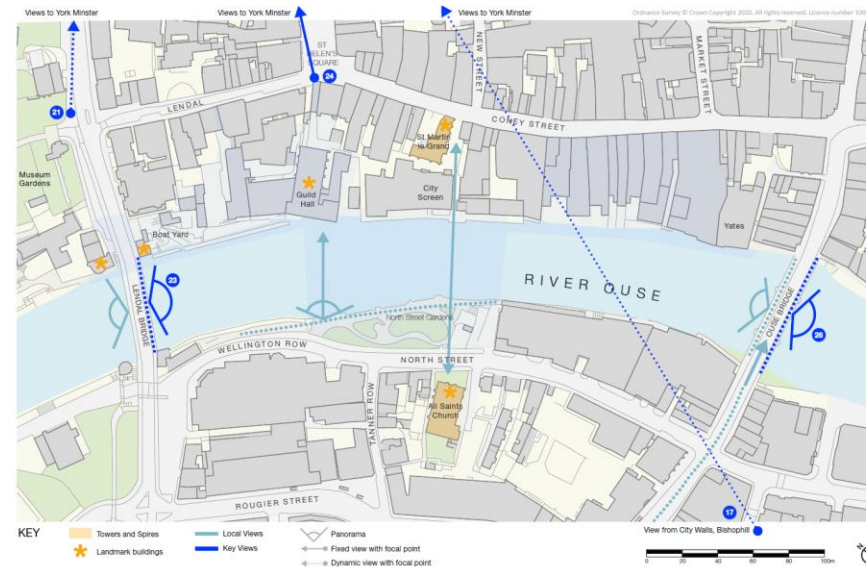 Views to York Minster
Views to York Minster
Views to York Minster
Ordnance Survey © Crown Copyright 2020. All rights reserved. Licence number
ST
HELEN'S
SQUARE
24
NEW STREET
MARKET STREET
21
LENDAL
CONEY STREET
St Martin
le Grand
Museum
Gardens
Guild
Hall
City
Screen
Yates
Boat Yard
23
RIVER OUSE
LENDAL BRIDGE
OUSE BRIDGE
North Street Gardens
26
WELLINGTON ROW
NORTH STREET
TANNER ROW
All Saints
Church
ROUGIER STREET
17
View from City Walls, Bishophill
KEY
Towers and Spires
Landmark buildings
Local Views
Key Views
Panorama
Fixed view with focal point
Dynamic view with focal point
0 20 40 60 80 100m
N